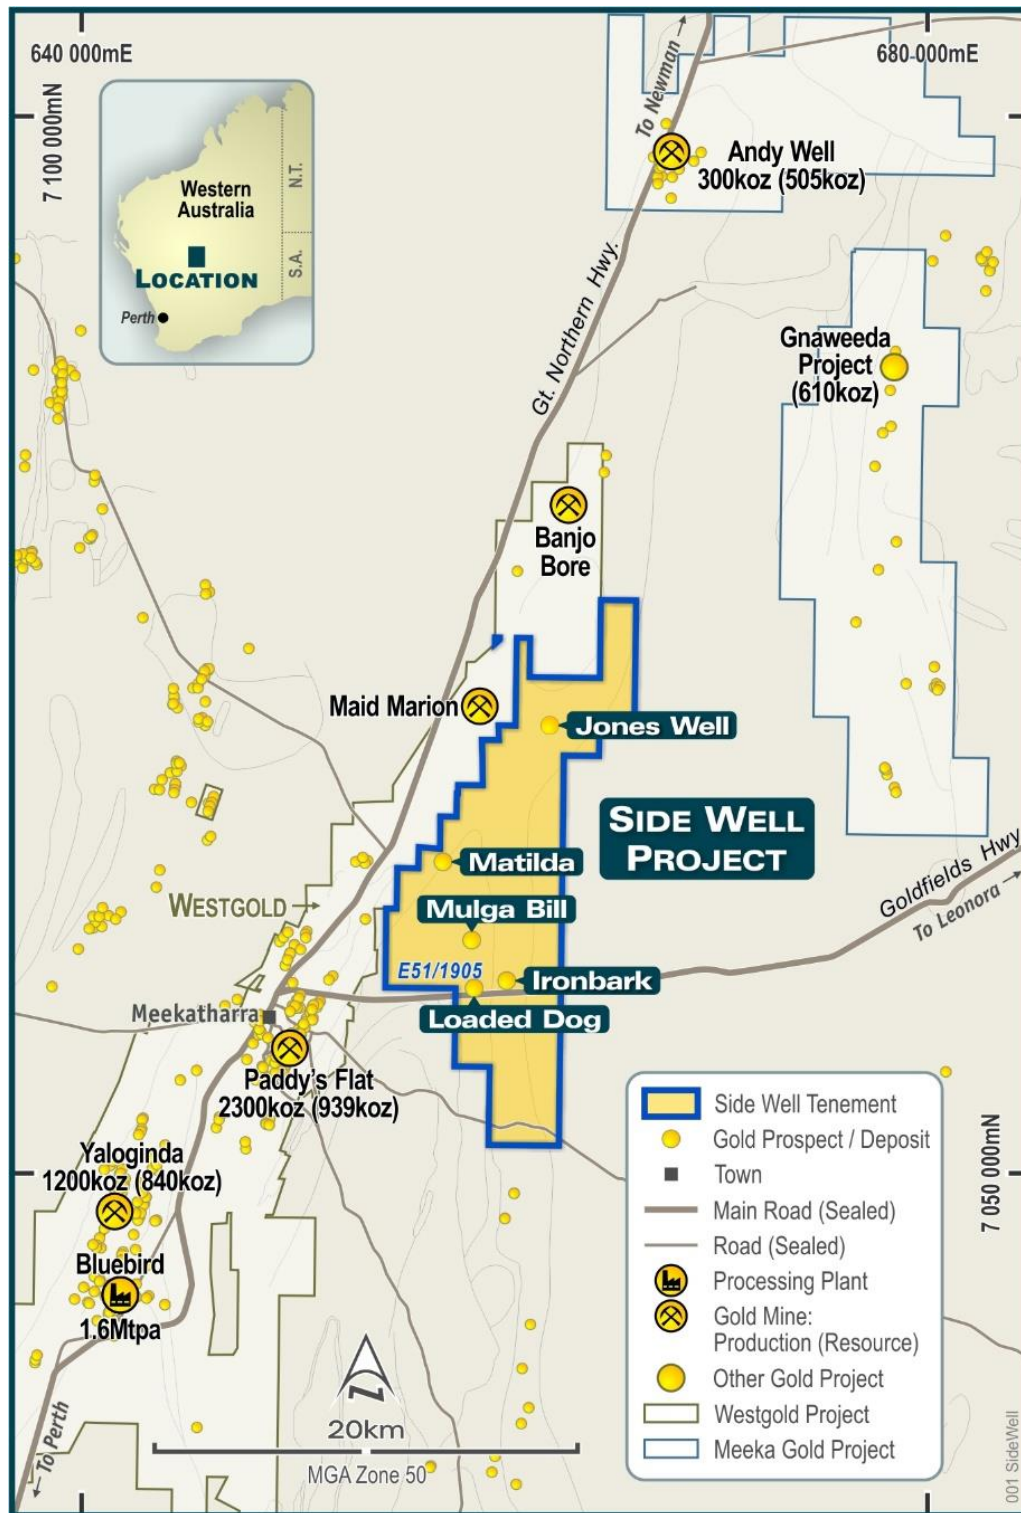 640 000mE
680 000mE
7 100 000mN
To Newman
Andy Well
300koz (505koz)
Western
Australia
N.T.
S.A.
LOCATION
Perth
Gt. Northern Hwy.
Gnaweeda
Project
(610koz)
Banjo
Bore
Maid Marion
Jones Well
SIDE WELL
PROJECT
Matilda
Mulga Bill
WESTGOLD
Goldfields Hwy
To Leonora
E51/1905
Ironbark
Loaded Dog
Meekatharra
Paddy's Flat
2300koz (939koz)
Yaloginda
1200koz (840koz)
Bluebird
1.6Mtpa
7 050 000mN
Side Well Tenement
Gold Prospect / Deposit
Town
Main Road (Sealed)
Road (Sealed)
Processing Plant
Gold Mine:
Production (Resource)
Other Gold Project
Westgold Project
Meeka Gold Project
N
20km
MGA Zone 50
To Perth
001 SideWell